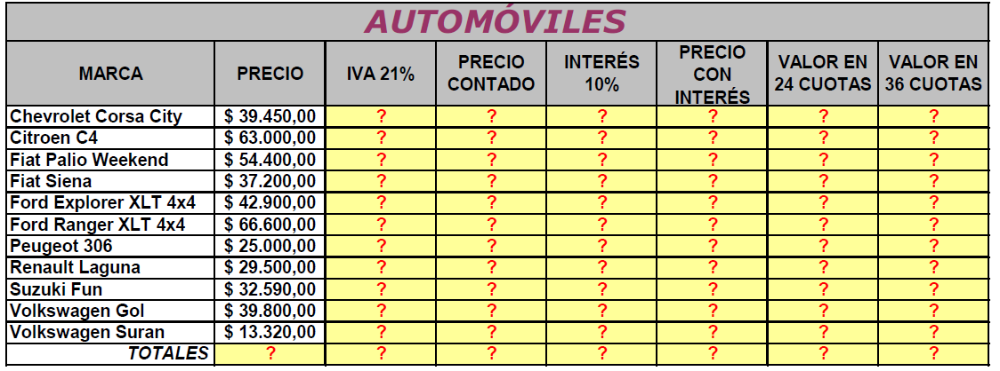 AUTOMÓVILES
MARCA PRECIO IVA 21% PRECIO CONTADO INTERÉS 10% PRECIO CON INTERÉS VALOR EN 24 CUOTAS VALOR EN 36 CUOTAS
Chevrolet Corsa City $ 39.450,00 ? ? ? ? ? ?
Citroen C4 $ 63.000,00 ? ? ? ? ? ?
Fiat Palio Weekend $ 54.400,00 ? ? ? ? ? ?
Fiat Siena $ 37.200,00 ? ? ? ? ? ?
Ford Explorer XLT 4x4 $ 42.900,00 ? ? ? ? ? ?
Ford Ranger XLT 4x4 $ 66.600,00 ? ? ? ? ? ?
Peugeot 306 $ 25.000,00 ? ? ? ? ? ?
Renault Laguna $ 29.500,00 ? ? ? ? ? ?
Suzuki Fun $ 32.590,00 ? ? ? ? ? ?
Volkswagen Gol $ 39.800,00 ? ? ? ? ? ?
Volkswagen Suran $ 13.320,00 ? ? ? ? ? ?
TOTALES ? ? ? ? ? ? ?